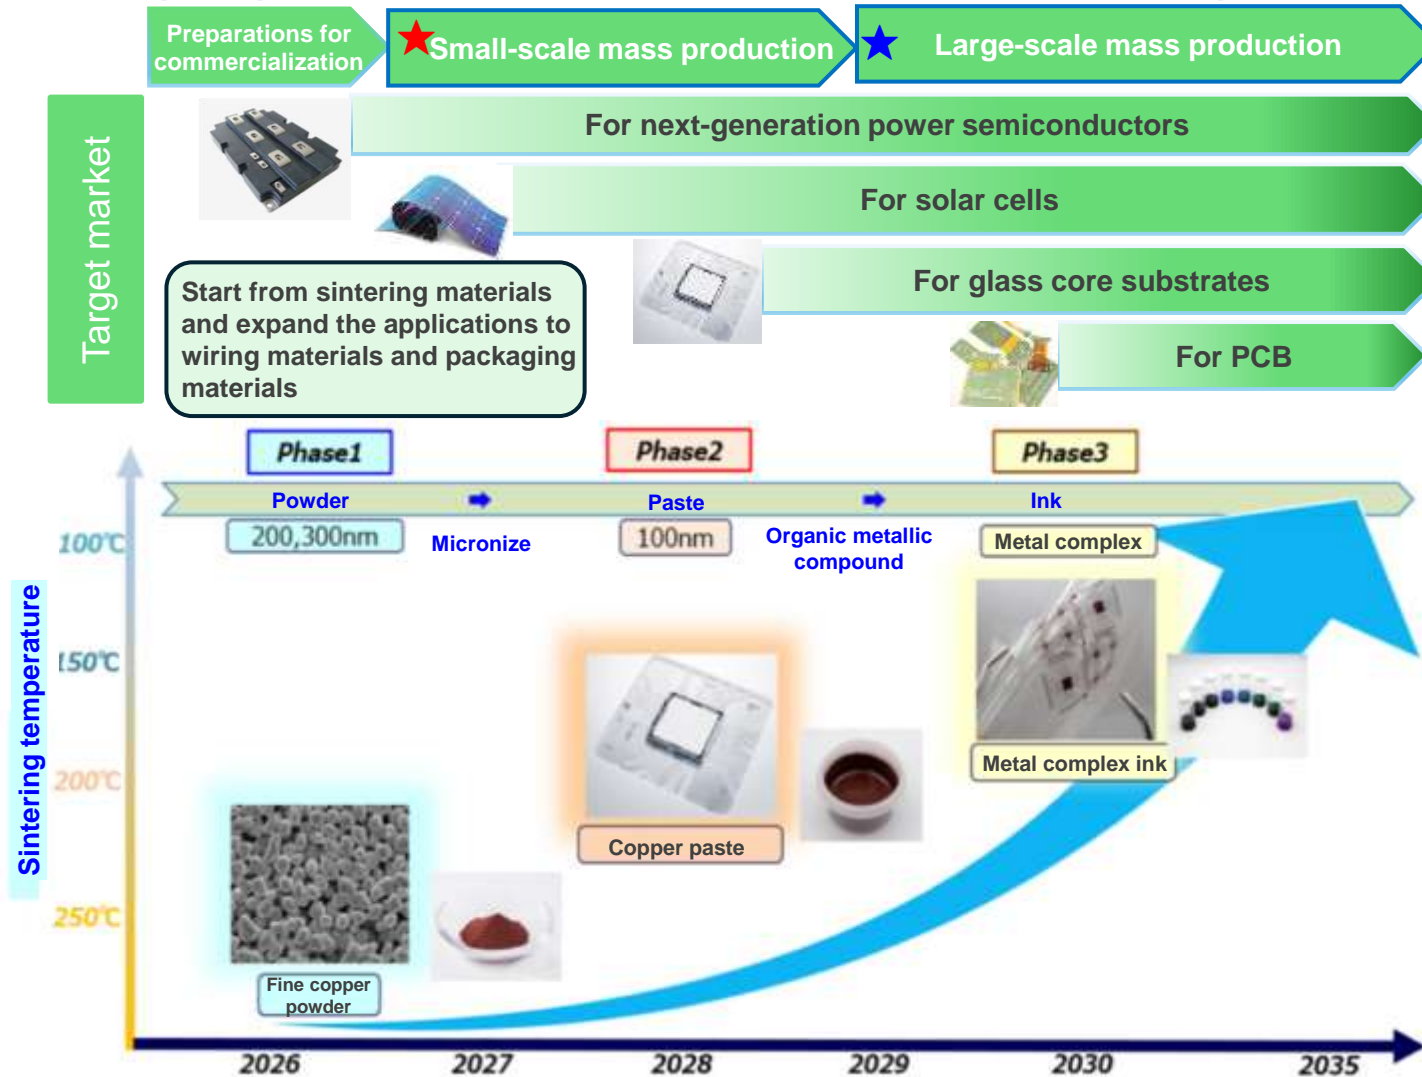 Preparations for
commercialization
Small-scale mass production
Large-scale mass production
Target market
For next-generation power semiconductors
For solar cells
For glass core substrates
For PCB
Start from sintering materials
and expand the applications to
wiring materials and packaging
materials
Phase1
Phase2
Phase3
Powder
Paste
Ink
200,300nm
Micronize
100nm
Organic metallic
compound
Metal complex
Sintering temperature
100℃
150℃
200℃
250℃
Fine copper
powder
Copper paste
Metal complex ink
2026
2027
2028
2029
2030
2035